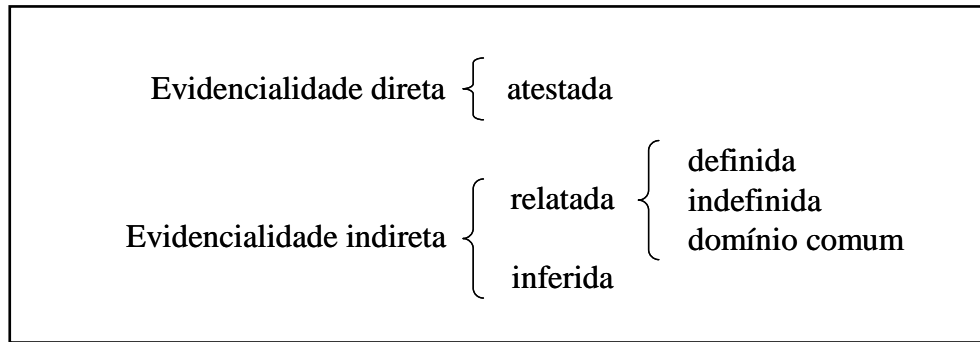 Evidencialidade direta atestada
definida
relatada indefinida
domínio comum
Evidencialidade indireta
inferida